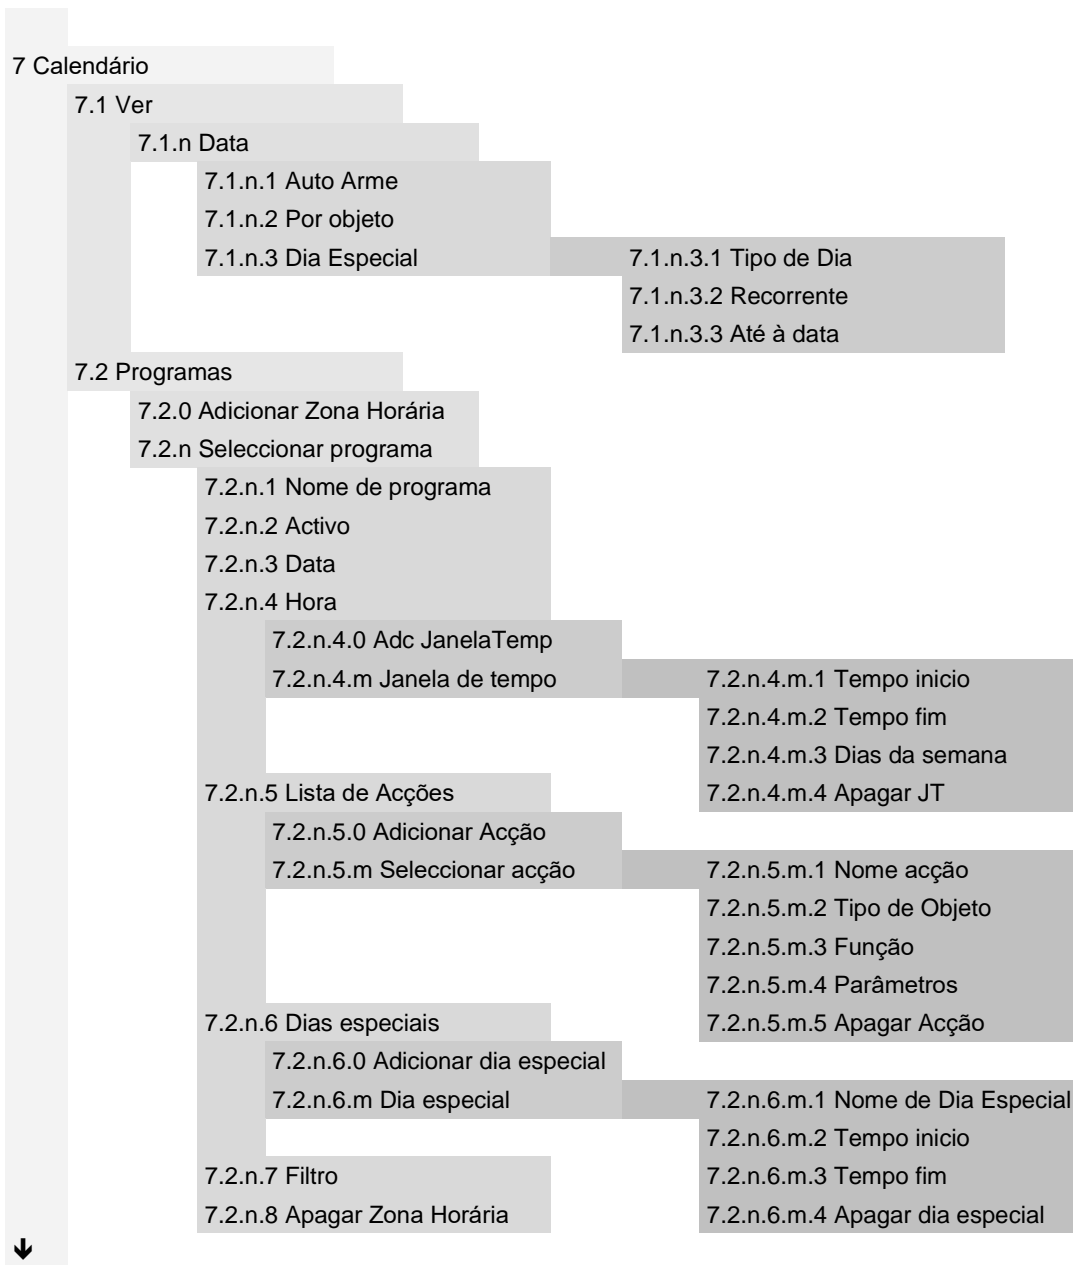 7 Calendário
7.1 Ver
7.1.n Data
7.1.n.1 Auto Arme
7.1.n.2 Por objeto
7.1.n.3 Dia Especial 7.1.n.3.1 Tipo de Dia
7.1.n.3.2 Recorrente
7.1.n.3.3 Até à data
7.2 Programas
7.2.0 Adicionar Zona Horária
7.2.n Seleccionar programa
7.2.n.1 Nome de programa
7.2.n.2 Activo
7.2.n.3 Data
7.2.n.4 Hora
7.2.n.4.0 Adc JanelaTemp
7.2.n.4.m Janela de tempo 7.2.n.4.m.1 Tempo inicio
7.2.n.4.m.2 Tempo fim
7.2.n.4.m.3 Dias da semana
7.2.n.5 Lista de Acções 7.2.n.4.m.4 Apagar JT
7.2.n.5.0 Adicionar Acção
7.2.n.5.m Seleccionar acção 7.2.n.5.m.1 Nome acção
7.2.n.5.m.2 Tipo de Objeto
7.2.n.5.m.3 Função
7.2.n.5.m.4 Parâmetros
7.2.n.6 Dias especiais 7.2.n.5.m.5 Apagar Acção
7.2.n.6.0 Adicionar dia especial
7.2.n.6.m Dia especial 7.2.n.6.m.1 Nome de Dia Especial
7.2.n.6.m.2 Tempo inicio
7.2.n.7 Filtro 7.2.n.6.m.3 Tempo fim
7.2.n.8 Apagar Zona Horária 7.2.n.6.m.4 Apagar dia especial